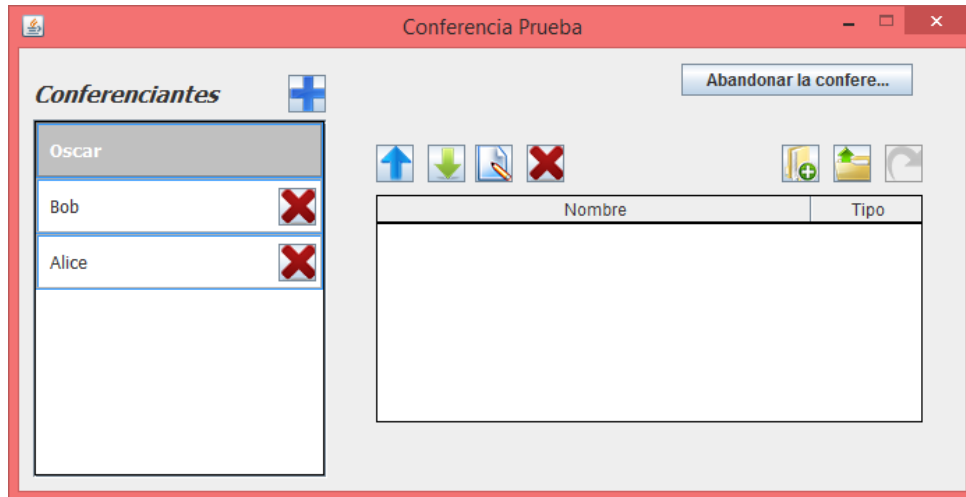 Conferencia Prueba
Conferenciantes
Abandonar la confere...
Oscar
Bob
Alice
Nombre
Tipo